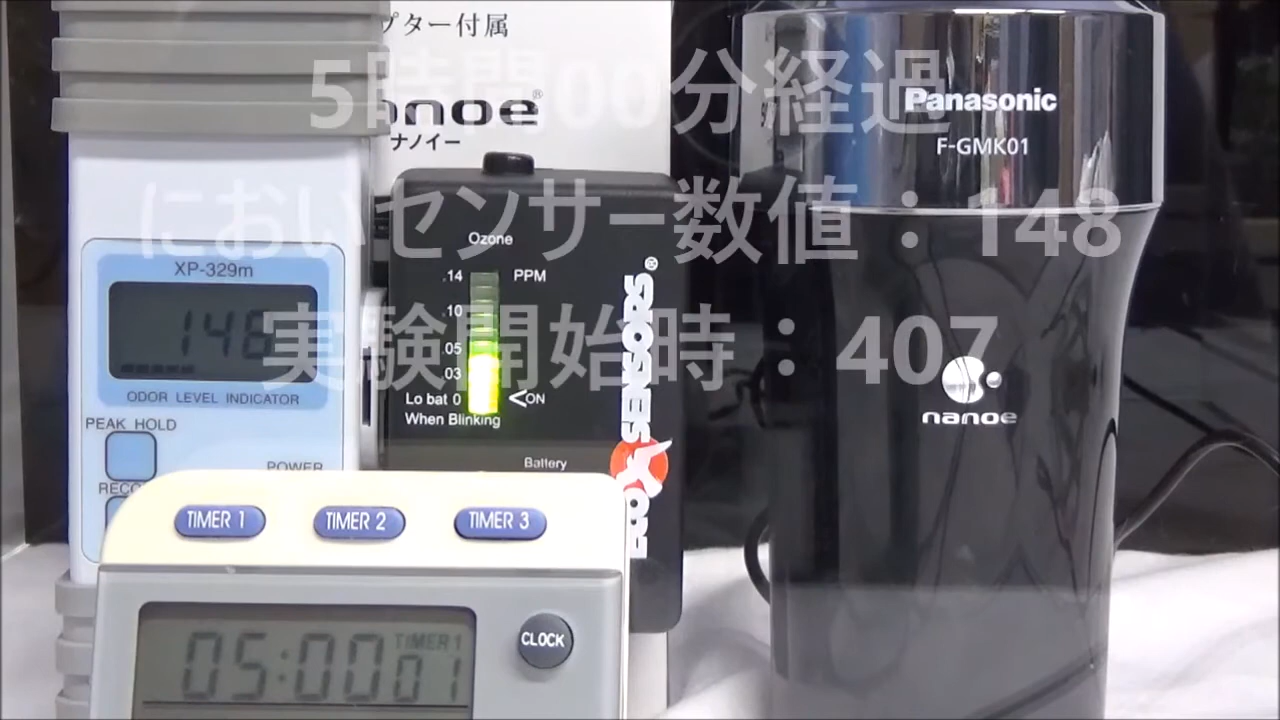 プター付属
5時間00分経過
nanoe®
ナノイー
Panasonic
F-GMK01
においセンサー数値：148
実験開始時：407
XP-329m
148
ODOR LEVEL INDICATOR
PEAK HOLD
POWER
Ozone
.14 PPM
.10
.05
.03
Lo bat 0 <ON
When Blinking
Battery
ECO SENSORS®
nanoe
TIMER 1 TIMER 2 TIMER 3
TIMER 1
05:00 01
CLOCK